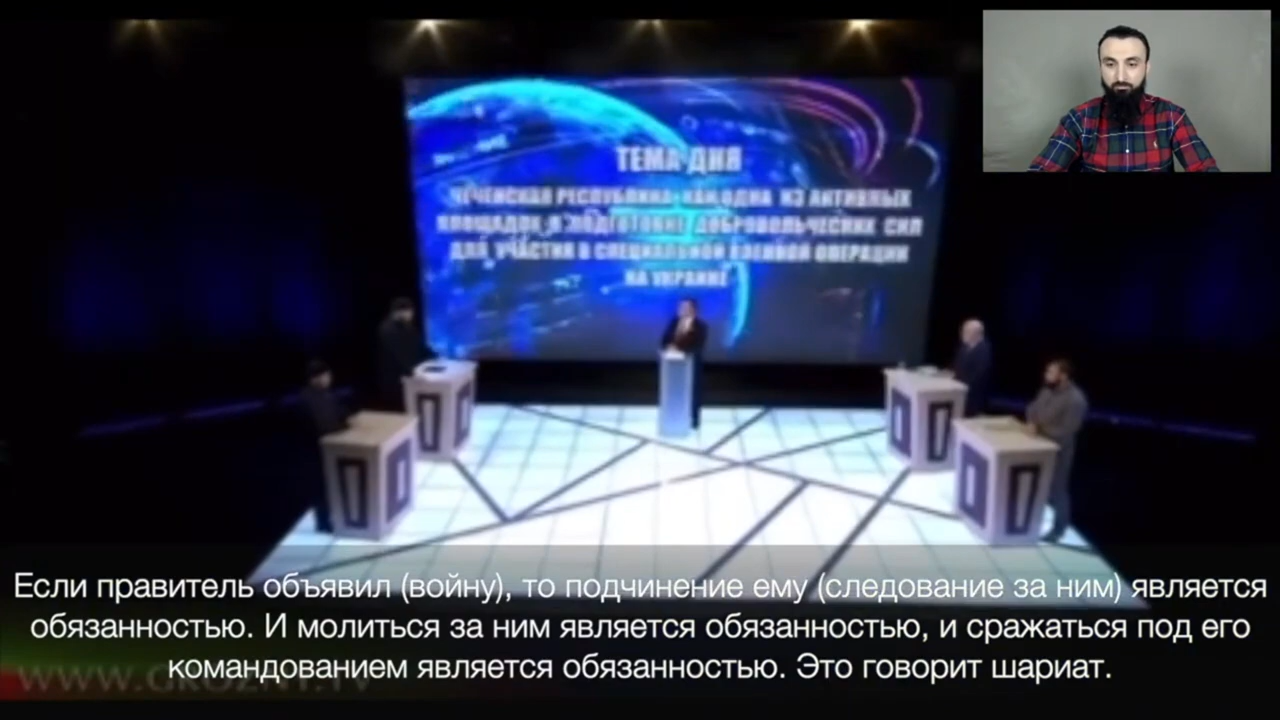 ТЕМА ДНЯ
ЧЕЧЕНСКАЯ РЕСПУБЛИКА КАК ОДНА ИЗ АКТИВНЫХ
ПЛОЩАДОК В ПОДГОТОВКЕ ДОБРОВОЛЬЧЕСКИХ СИЛ
ДЛЯ УЧАСТИЯ В СПЕЦИАЛЬНОЙ ВОЕННОЙ ОПЕРАЦИИ
НА УКРАИНЕ
Если правитель объявил (войну), то подчинение ему (следование за ним) является
обязанностью. И молиться за ним является обязанностью, и сражаться под его
командованием является обязанностью. Это говорит шариат.